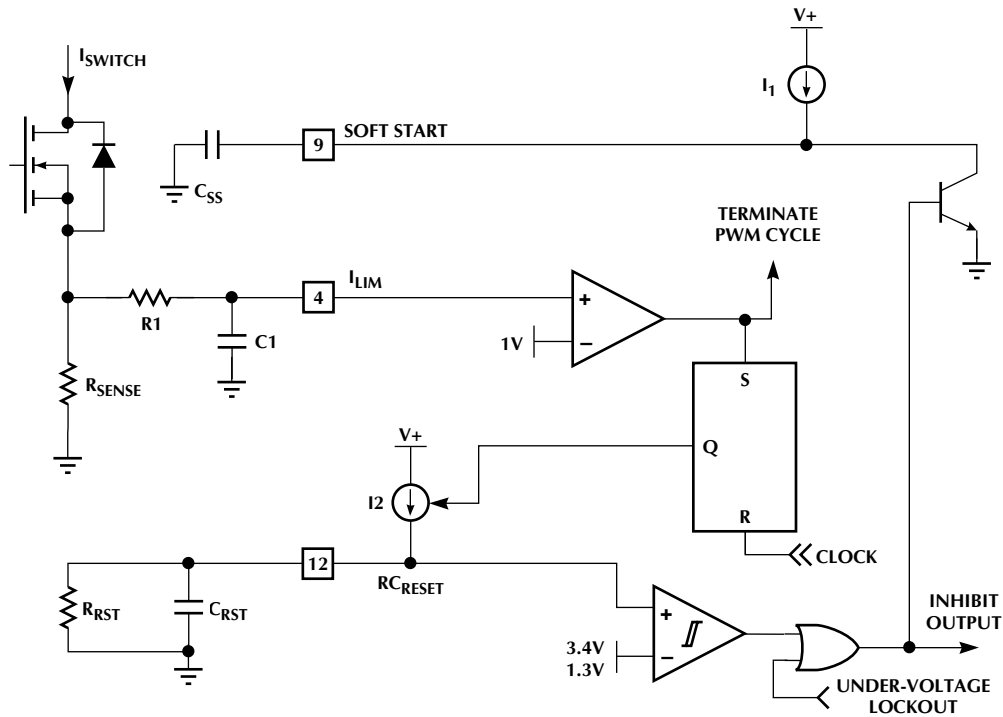 V+
I_SWITCH
I_1
9
SOFT START
C_SS
TERMINATE
PWM CYCLE
4
I_LIM
+
R1
C1
1V
−
R_SENSE
S
V+
Q
I2
R
12
CLOCK
RC_RESET
R_RST
C_RST
+
INHIBIT
OUTPUT
3.4V
1.3V
−
UNDER-VOLTAGE
LOCKOUT